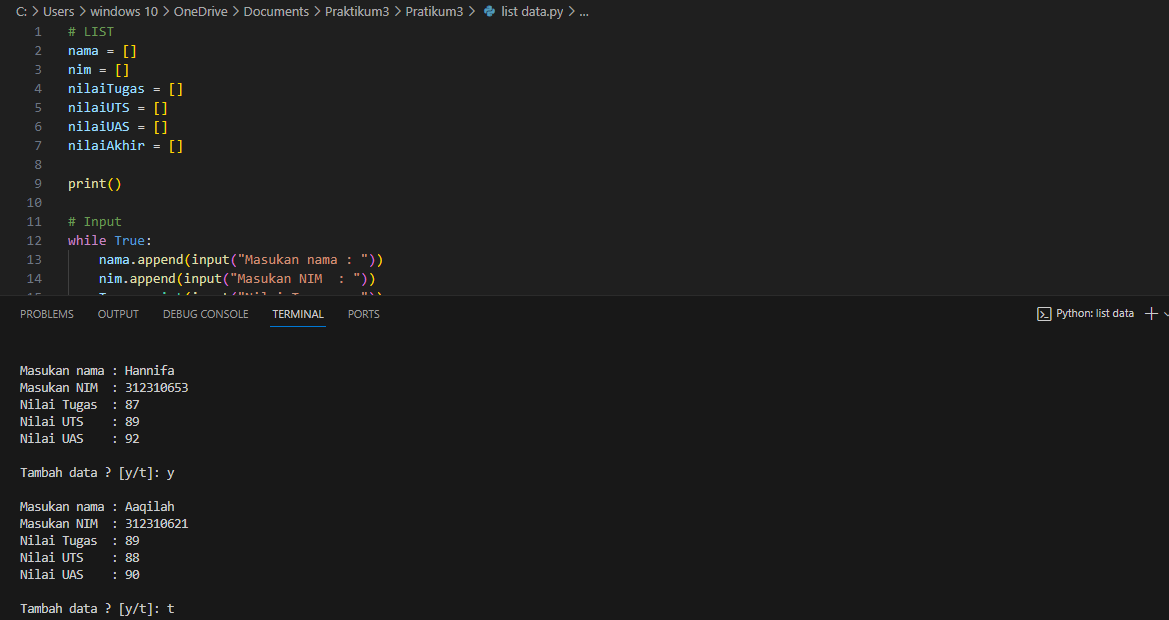 C: > Users > windows 10 > OneDrive > Documents > Praktikum3 > Pratikum3 > list data.py > ...
1 # LIST
2 nama = []
3 nim = []
4 nilaiTugas = []
5 nilaiUTS = []
6 nilaiUAS = []
7 nilaiAkhir = []
8
9 print()
10
11 # Input
12 while True:
13 nama.append(input("Masukan nama : "))
14 nim.append(input("Masukan NIM  : "))
PROBLEMS OUTPUT DEBUG CONSOLE TERMINAL PORTS Python: list data
Masukan nama : Hannifa
Masukan NIM  : 312310653
Nilai Tugas  : 87
Nilai UTS    : 89
Nilai UAS    : 92
Tambah data ? [y/t]: y
Masukan nama : Aaqilah
Masukan NIM  : 312310621
Nilai Tugas  : 89
Nilai UTS    : 88
Nilai UAS    : 90
Tambah data ? [y/t]: t